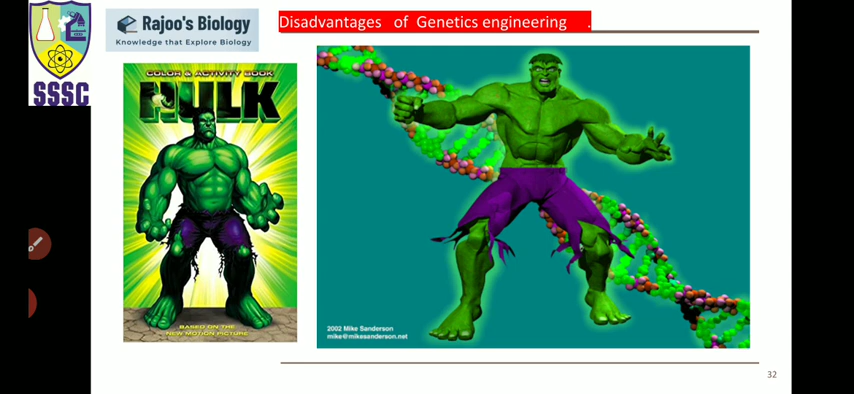 Disadvantages of Genetics engineering .
Rajoo's Biology
Knowledge that Explore Biology
SSSC
COLOR & ACTIVITY BOOK
HULK
BASED ON THE
NEW MOTION PICTURE
2002 Mike Sanderson
mike@mikesanderson.net
32